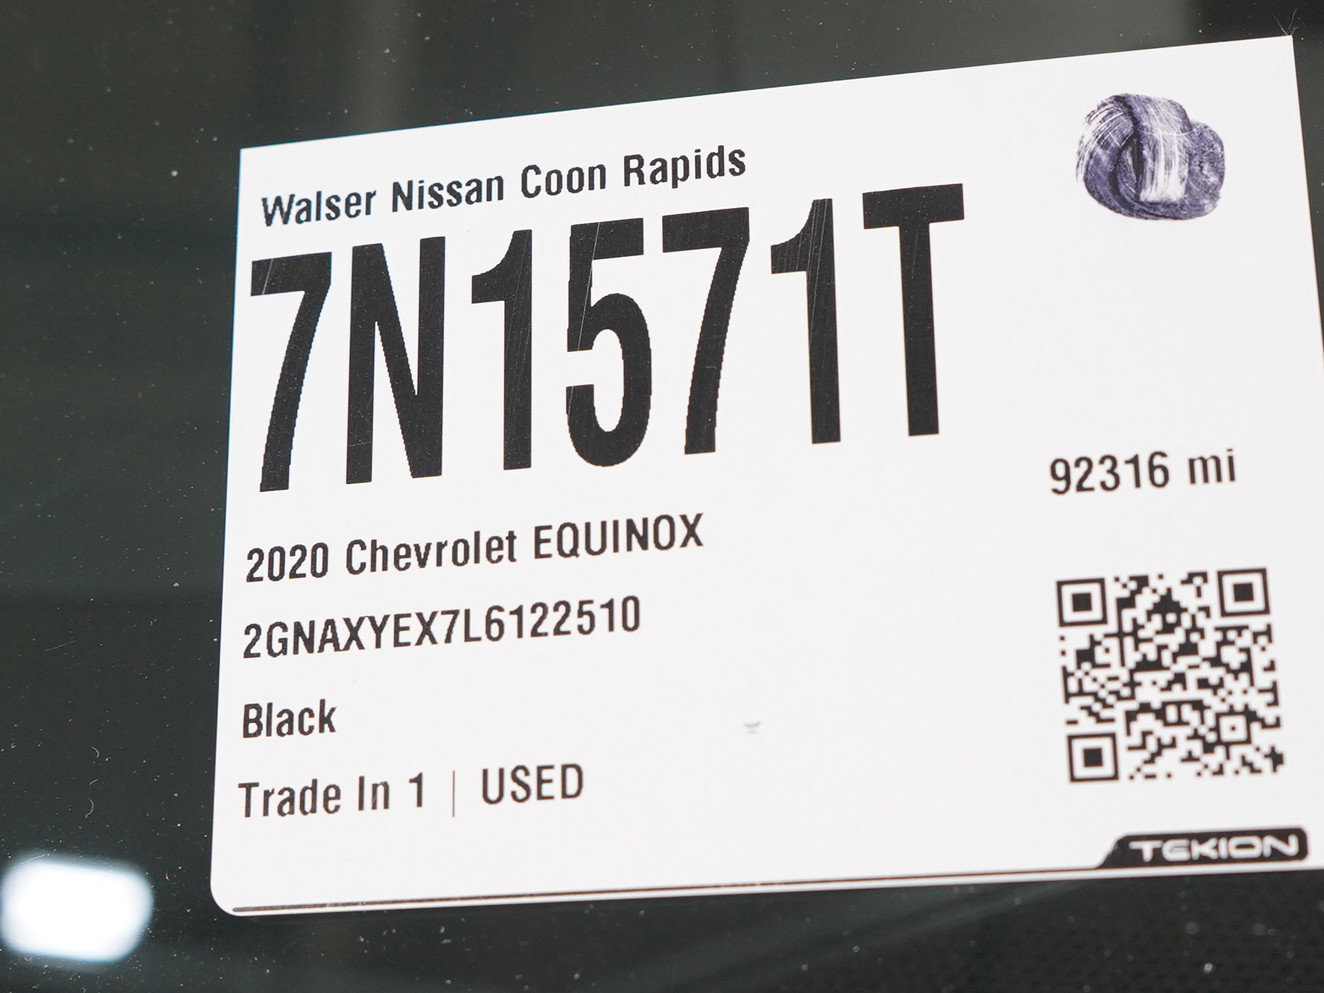 Walser Nissan Coon Rapids
7N1571T
92316 mi
2020 Chevrolet EQUINOX
2GNAXYEX7L6122510
Black
Trade In 1 | USED
TEKION